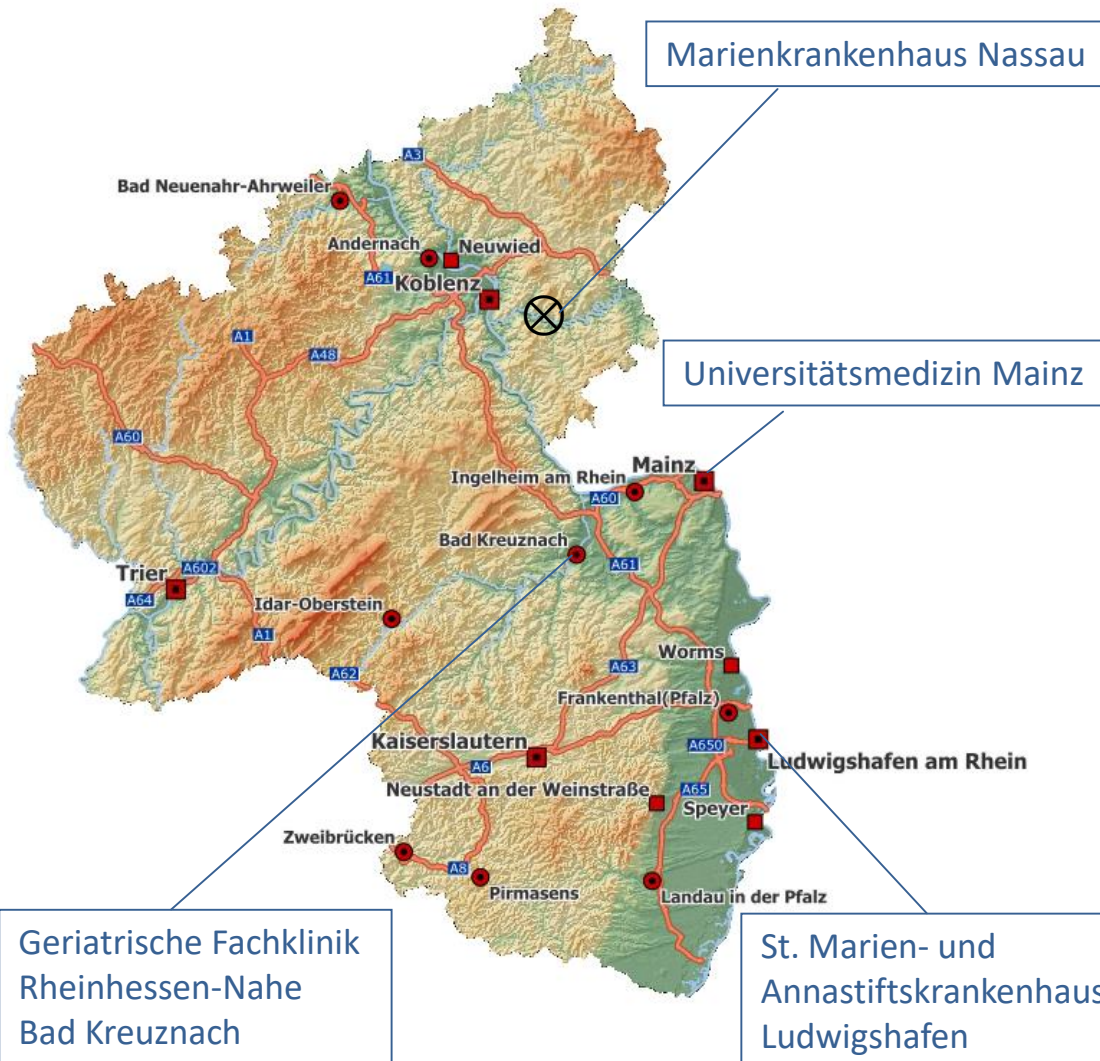 Marienkrankenhaus Nassau
A3
Bad Neuenahr-Ahrweiler
Andernach
Neuwied
A61
Koblenz
A1
A48
Universitätsmedizin Mainz
A60
Mainz
Ingelheim am Rhein
A60
Bad Kreuznach
A61
A602
Trier
A64
Idar-Oberstein
A1
Worms
A62
A63
Frankenthal(Pfalz)
Kaiserslautern
A650
Ludwigshafen am Rhein
A6
Neustadt an der Weinstraße
A65
Speyer
Zweibrücken
A8
Pirmasens
Landau in der Pfalz
Geriatrische Fachklinik
Rheinhessen-Nahe
Bad Kreuznach
St. Marien- und
Annastiftskrankenhaus
Ludwigshafen